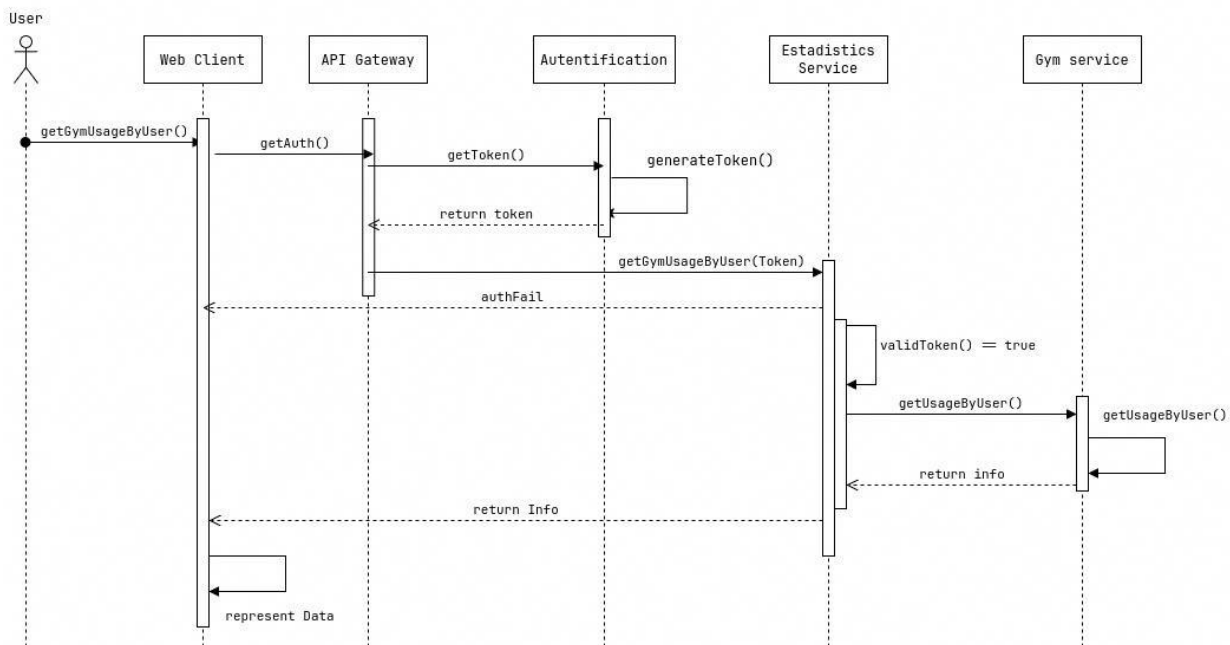 User
Web Client
API Gateway
Autentification
Estadistics
Service
Gym service
getGymUsageByUser()
getAuth()
getToken()
generateToken()
return token
getGymUsageByUser(Token)
authFail
validToken() == true
getUsageByUser()
getUsageByUser()
return info
return Info
represent Data